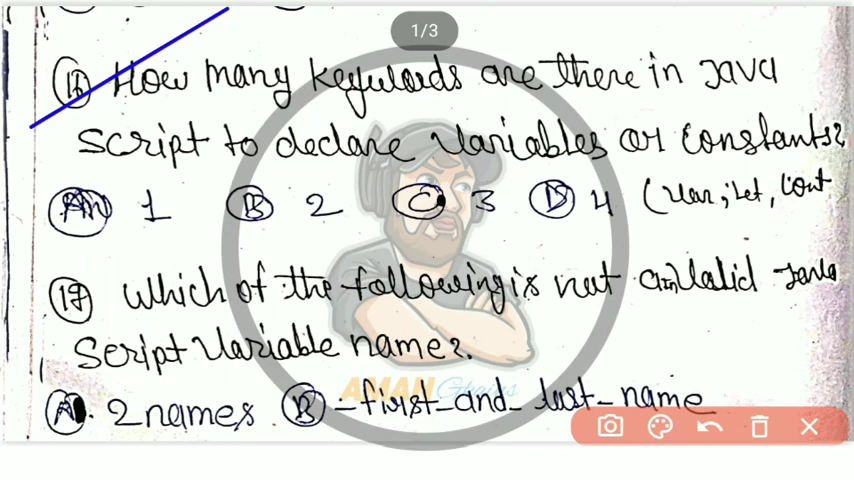 1/3
16 How many keywords are there in Java
Script to declare Variables or Constants?
A 1 B 2 C 3 D 4 (var, let, const
17 Which of the following is not a Valid Java
Script Variable name?
A 2names B _first_and_last_name
AMAN